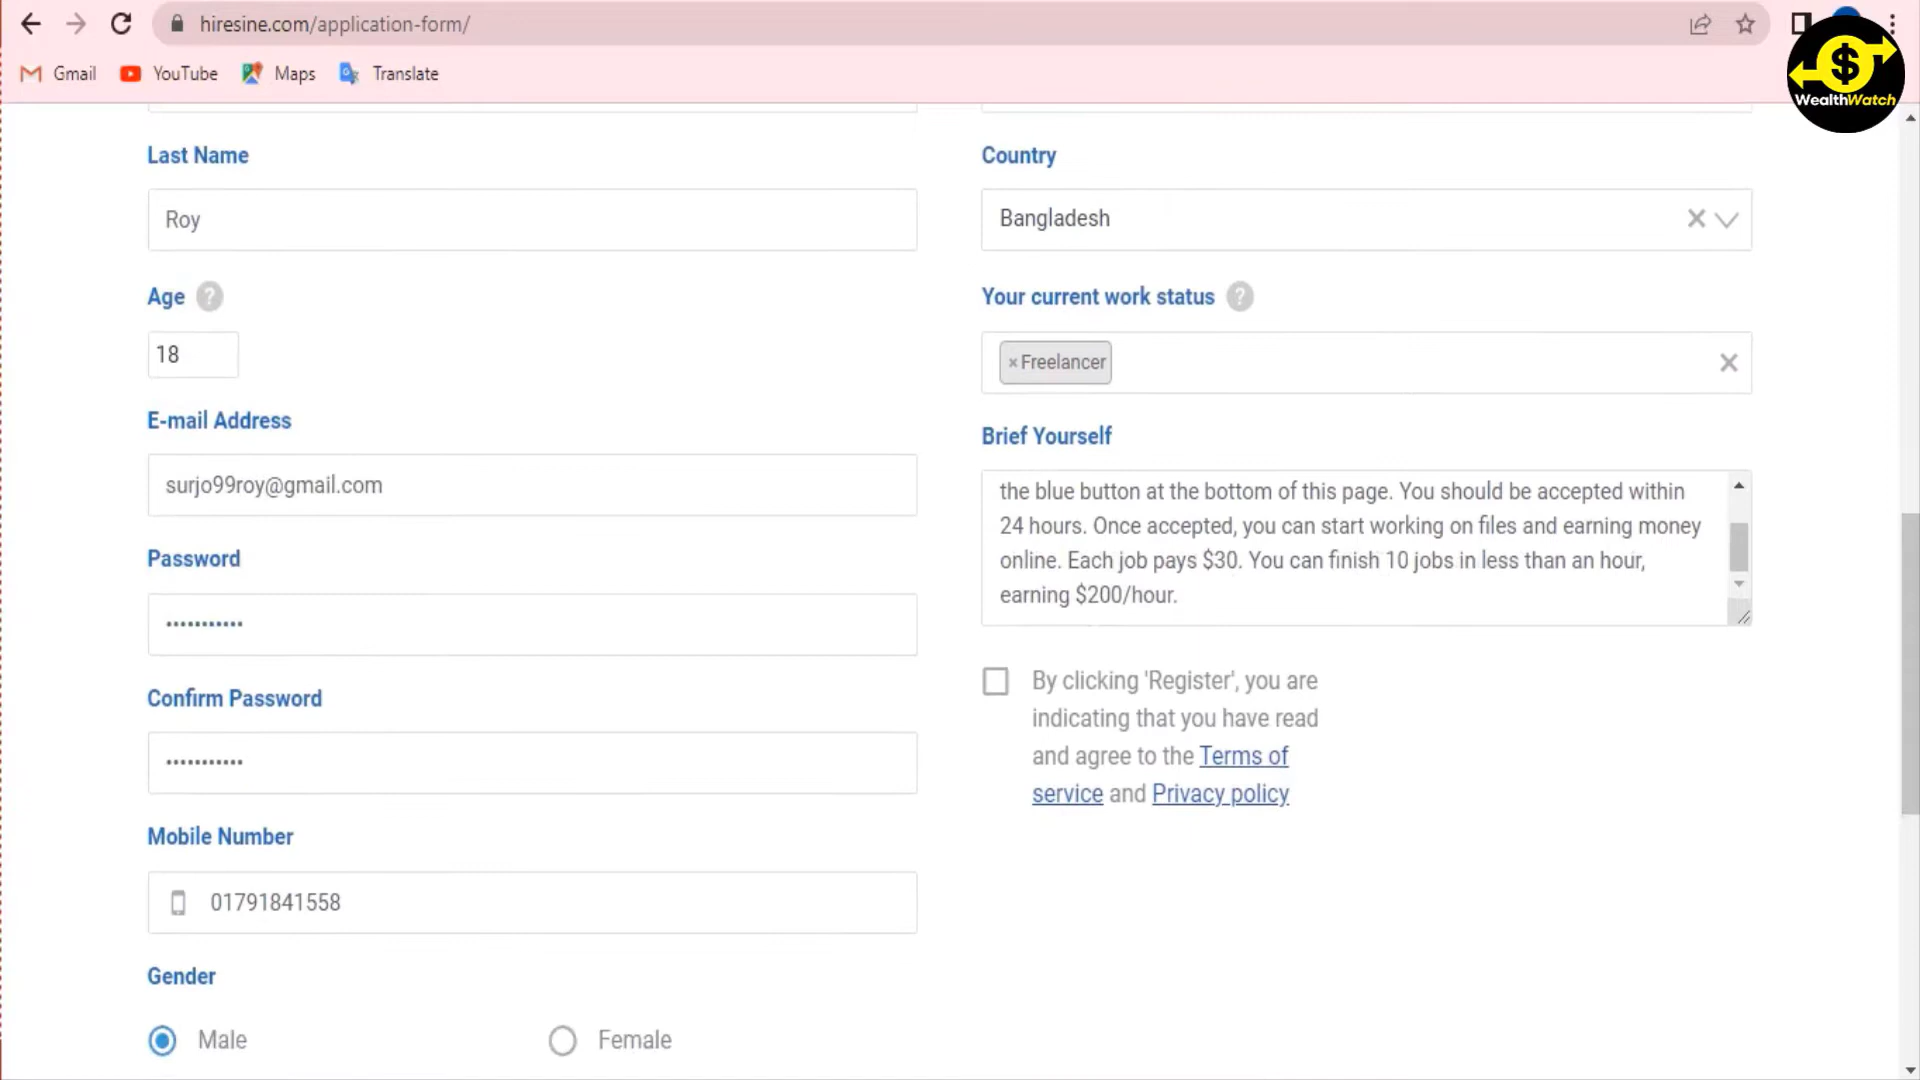 hiresine.com/application-form/
Gmail YouTube Maps Translate
$
WealthWatch
Last Name
Roy
Age ?
18
E-mail Address
surjo99roy@gmail.com
Password
•••••••••••
Confirm Password
•••••••••••
Mobile Number
01791841558
Gender
Male Female
Country
Bangladesh
Your current work status ?
×Freelancer
Brief Yourself
the blue button at the bottom of this page. You should be accepted within
24 hours. Once accepted, you can start working on files and earning money
online. Each job pays $30. You can finish 10 jobs in less than an hour,
earning $200/hour.
By clicking 'Register', you are
indicating that you have read
and agree to the Terms of
service and Privacy policy